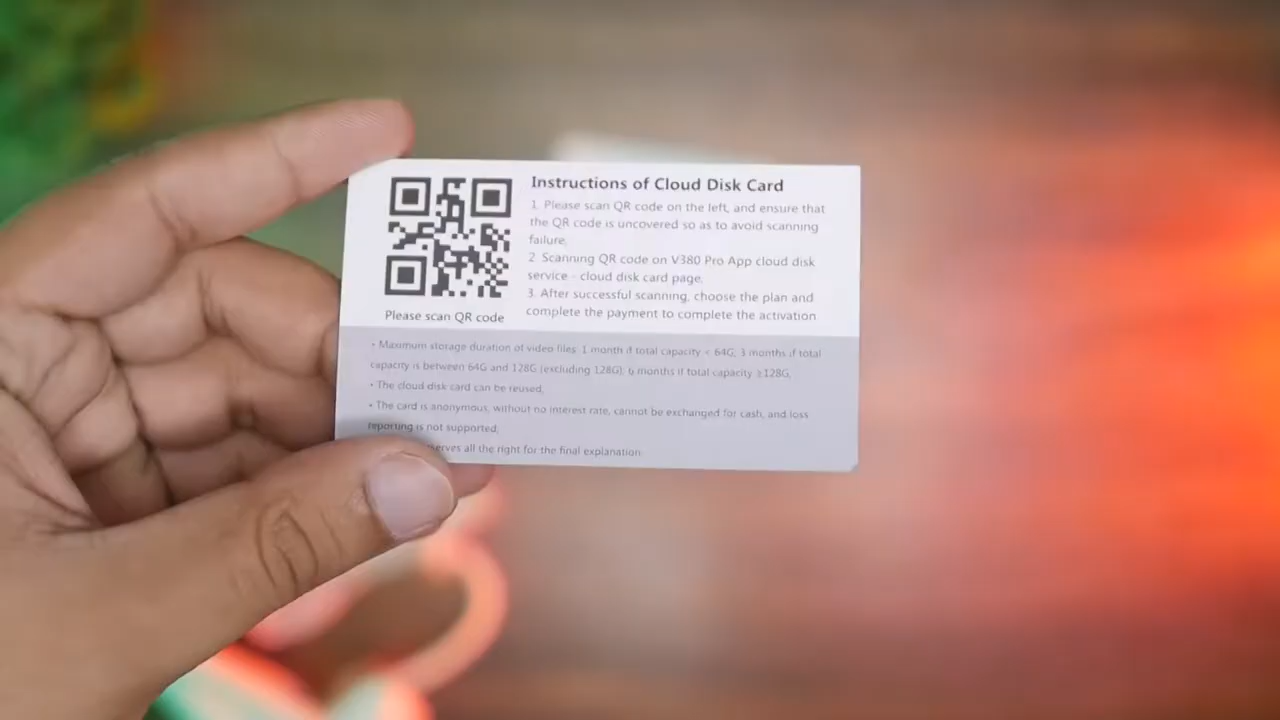 Instructions of Cloud Disk Card
1. Please scan QR code on the left, and ensure that
the QR code is uncovered so as to avoid scanning
failure.
2. Scanning QR code on V380 Pro App cloud disk
service - cloud disk card page.
3. After successful scanning, choose the plan and
complete the payment to complete the activation
Please scan QR code
• Maximum storage duration of video files: 1 month if total capacity < 64G; 3 months if total
capacity is between 64G and 128G (excluding 128G); 6 months if total capacity ≥128G.
• The cloud disk card can be reused;
• The card is anonymous, without no interest rate, cannot be exchanged for cash, and loss
reporting is not supported;
all the right for the final explanation.